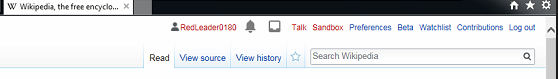 W Wikipedia, the free encyclo...
RedLeader0180 Talk Sandbox Preferences Beta Watchlist Contributions Log out
Read View source View history Search Wikipedia